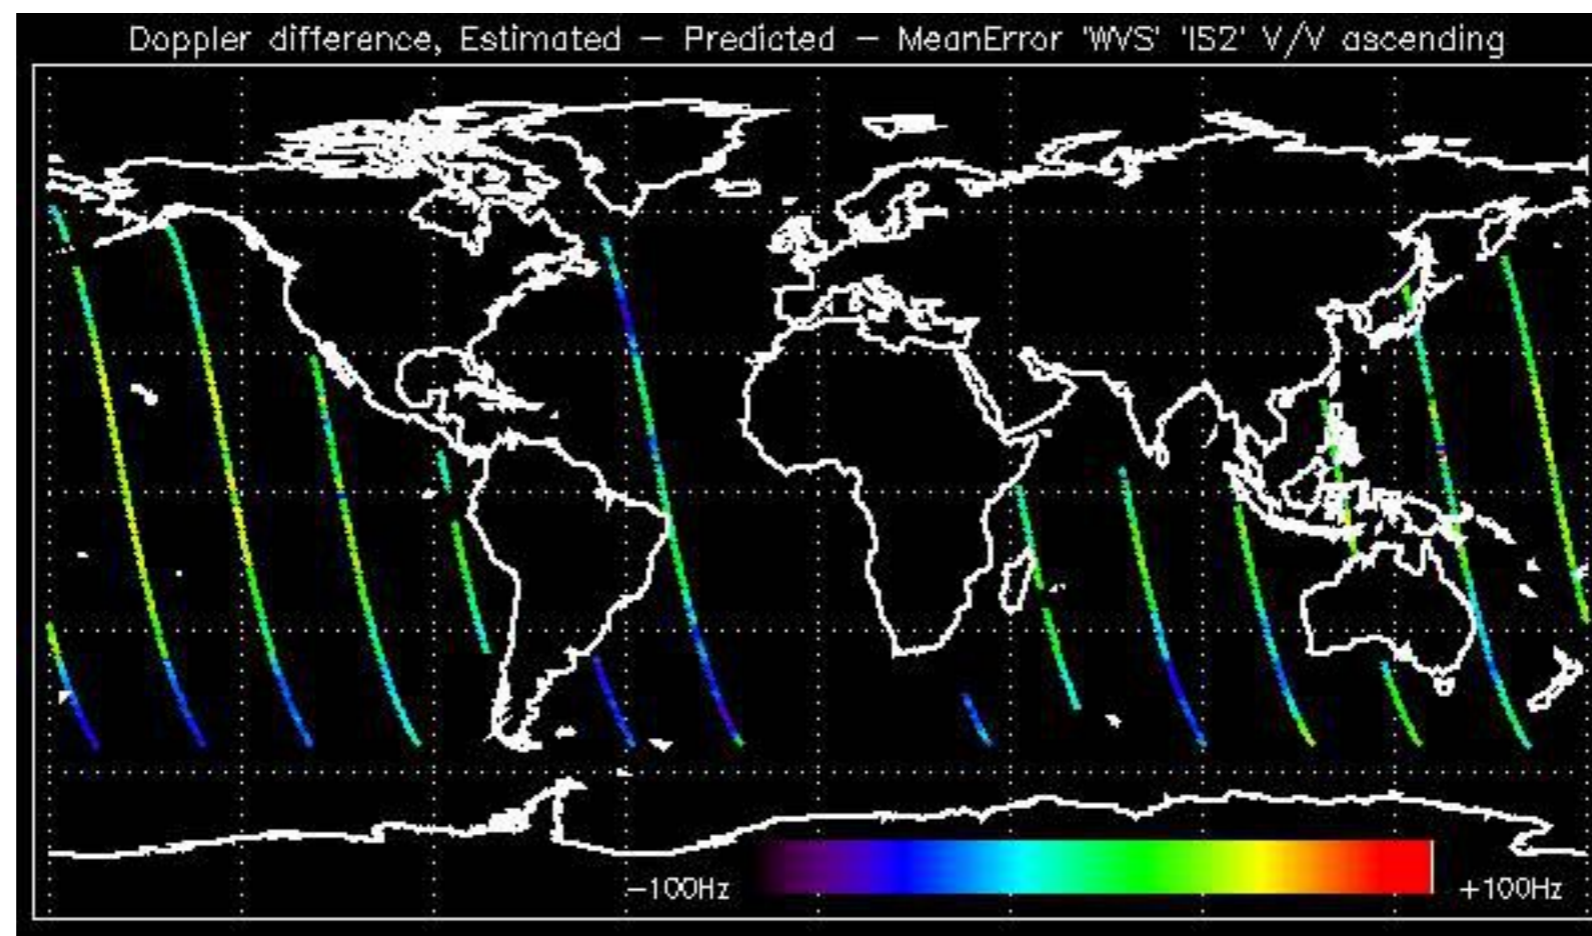 Doppler difference, Estimated – Predicted – MeanError 'WVS' 'IS2' V/V ascending
−100Hz
+100Hz